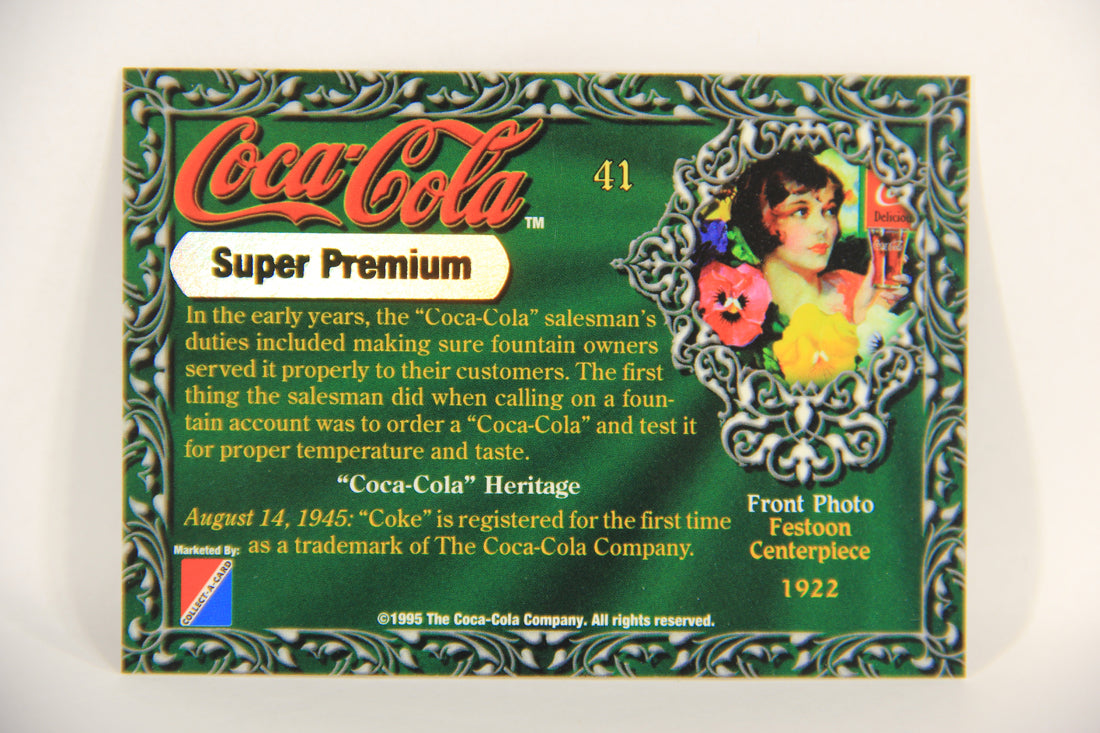 Coca-Cola™
41
Super Premium
In the early years, the “Coca-Cola” salesman’s
duties included making sure fountain owners
served it properly to their customers. The first
thing the salesman did when calling on a foun-
tain account was to order a “Coca-Cola” and test it
for proper temperature and taste.
“Coca-Cola” Heritage
August 14, 1945: “Coke” is registered for the first time
as a trademark of The Coca-Cola Company.
Delicious
Coca-Cola
Front Photo
Festoon
Centerpiece
1922
Marketed By:
COLLECT-A-CARD
©1995 The Coca-Cola Company. All rights reserved.